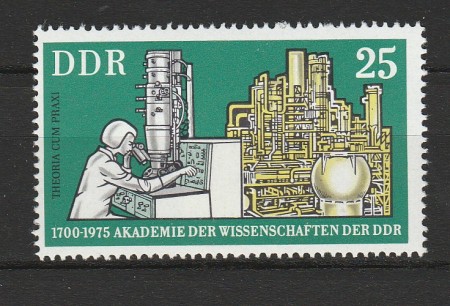 DDR
25
THEORIA CUM PRAXI
1700-1975 AKADEMIE DER WISSENSCHAFTEN DER DDR